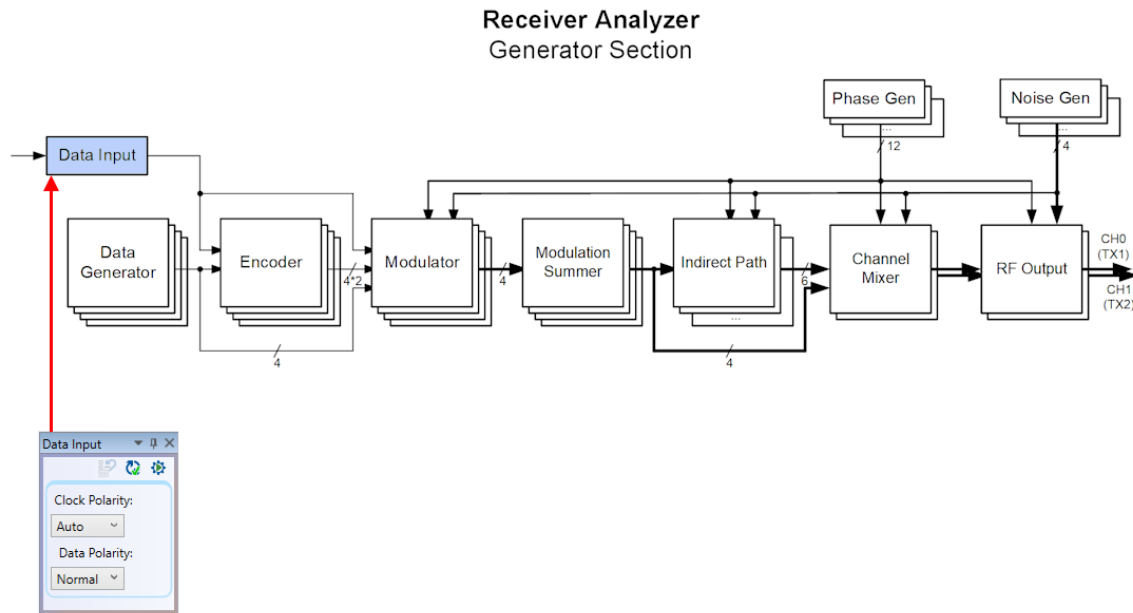 Receiver Analyzer
Generator Section
Phase Gen
...
12
Noise Gen
...
4
Data Input
Data
Generator
Encoder
4*2
Modulator
4
Modulation
Summer
Indirect Path
...
6
Channel
Mixer
RF Output
CH0
(TX1)
CH1
(TX2)
4
4
Data Input
Clock Polarity:
Auto
Data Polarity:
Normal